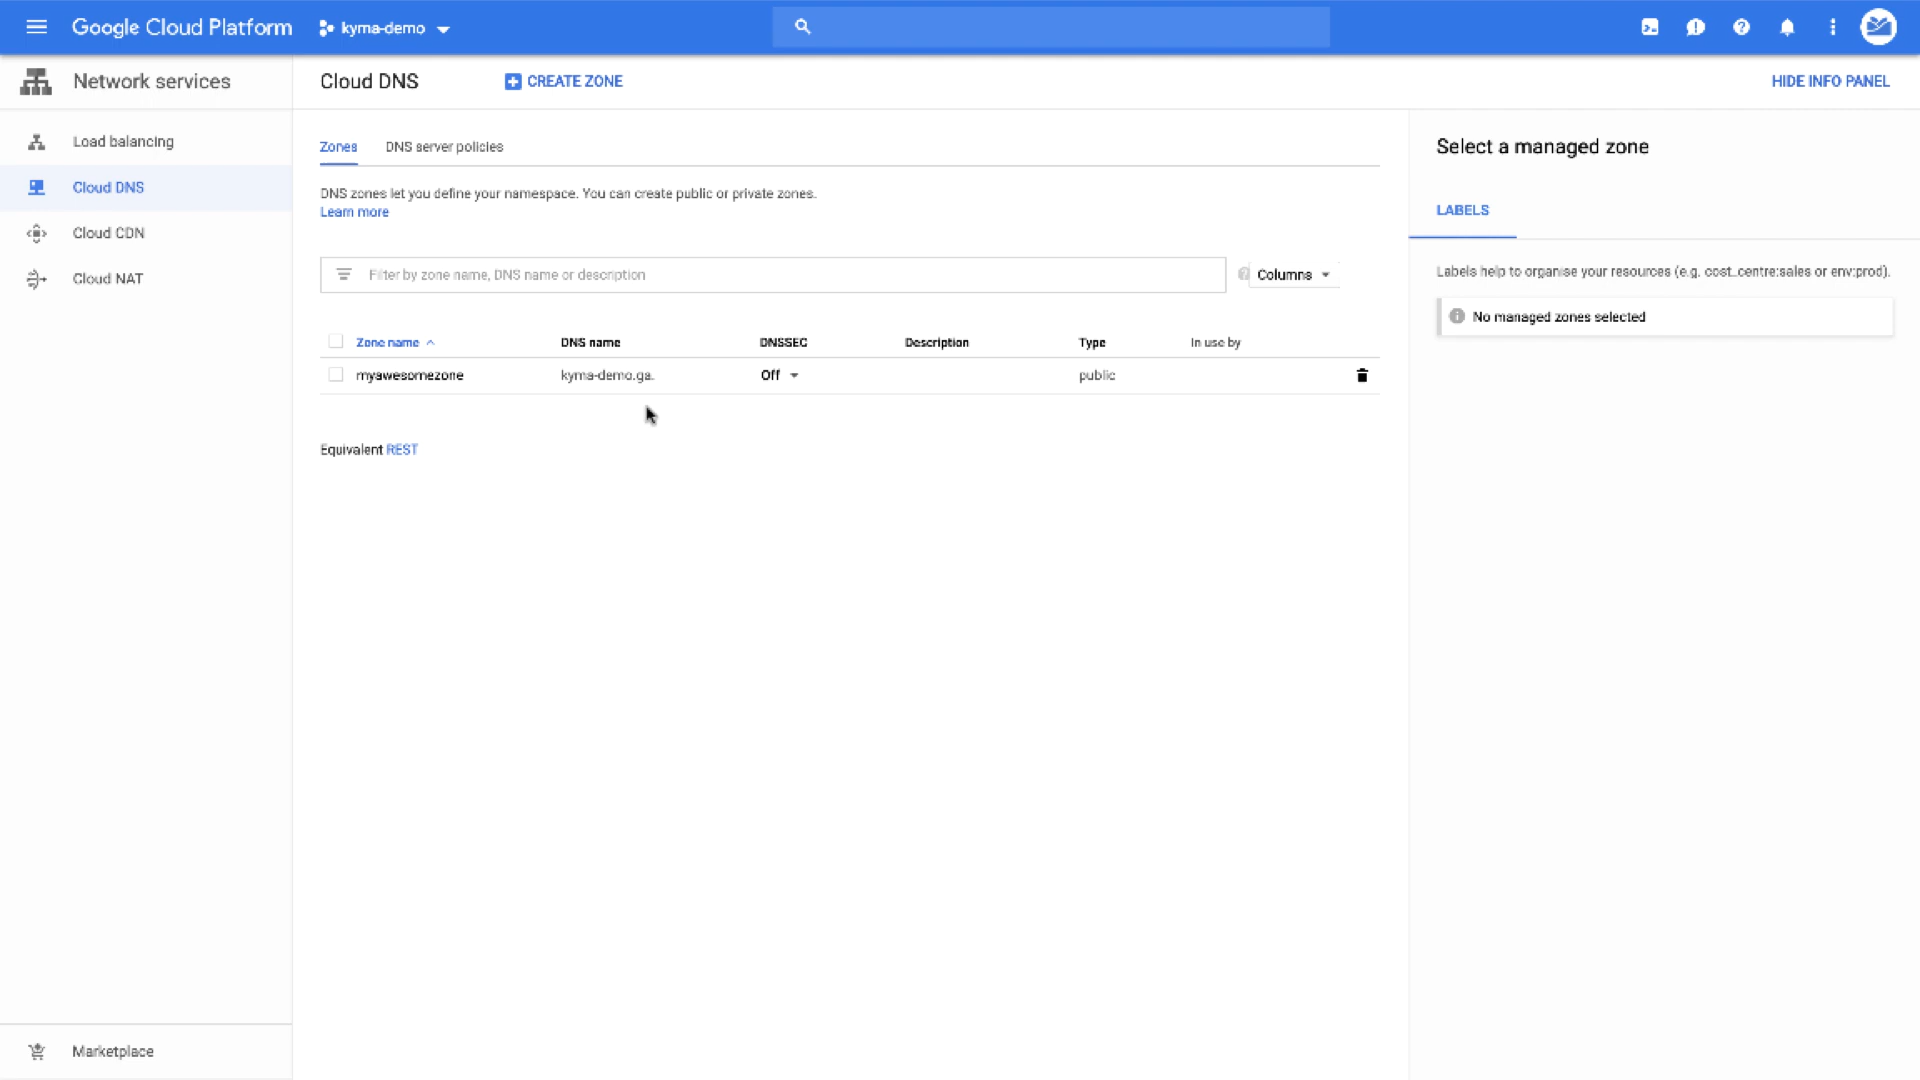 Google Cloud Platform
kyma-demo
Network services
Cloud DNS
CREATE ZONE
HIDE INFO PANEL
Load balancing
Cloud DNS
Cloud CDN
Cloud NAT
Marketplace
Zones
DNS server policies
DNS zones let you define your namespace. You can create public or private zones.
Learn more
Filter by zone name, DNS name or description
Columns
Zone name DNS name DNSSEC Description Type In use by
myawesomezone kyma-demo.ga. Off public
Equivalent REST
Select a managed zone
LABELS
Labels help to organise your resources (e.g. cost_centre:sales or env:prod).
No managed zones selected